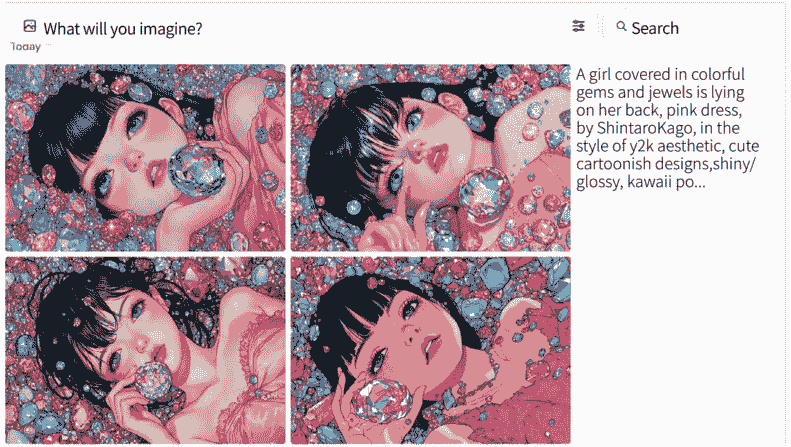 What will you imagine?
Search
Today
A girl covered in colorful
gems and jewels is lying
on her back, pink dress,
by ShintaroKago, in the
style of y2k aesthetic, cute
cartoonish designs,shiny/
glossy, kawaii po...